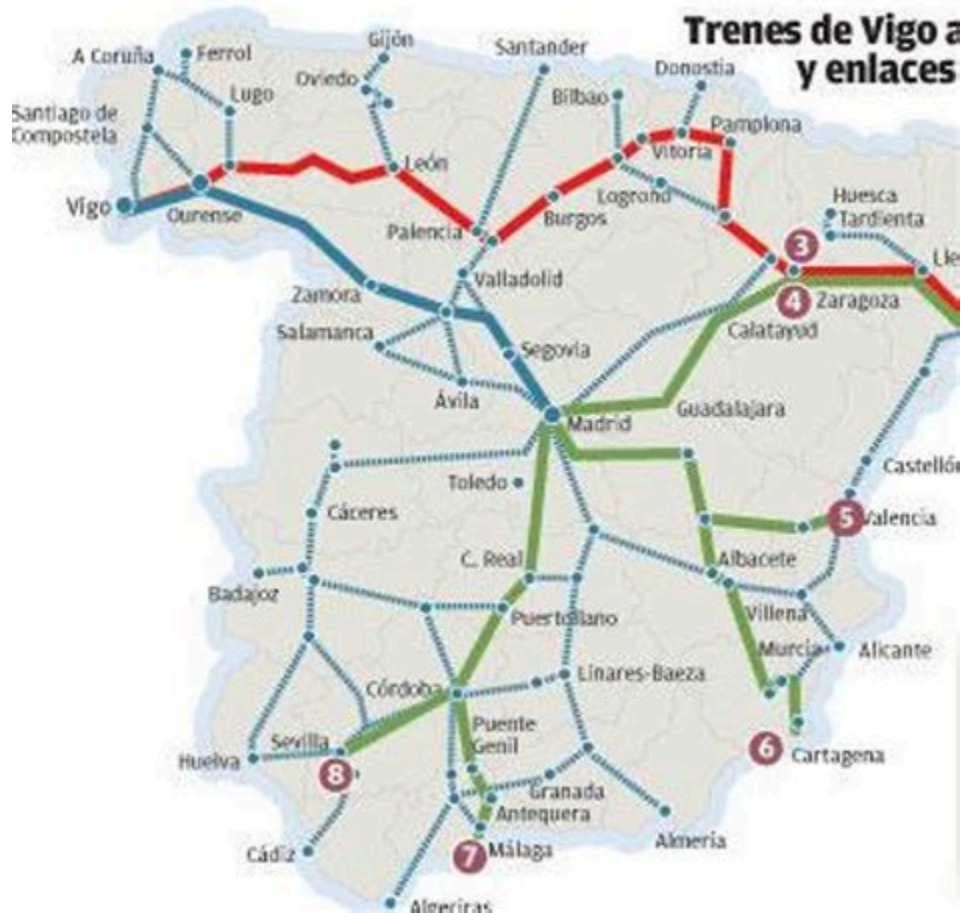 Trenes de Vigo a
y enlaces
Gijón
A Coruña
Ferrol
Santander
Oviedo
Donostia
Bilbao
Lugo
Santiago de
Compostela
Pamplona
Vitoria
León
Huesca
Logroño
Vigo
Ourense
Burgos
Tardienta
Palencia
3
Lle
Valladolid
Zamora
4
Zaragoza
Salamanca
Calatayud
Segovia
Ávila
Guadalajara
Madrid
Castellón
Toledo
Cáceres
5
Valencia
C. Real
Albacete
Badajoz
Villena
Puertollano
Murcia
Alicante
Linares-Baeza
Córdoba
Puente
Genil
Sevilla
6
Cartagena
Huelva
8
Granada
Antequera
Almería
Cádiz
7
Málaga
Algeciras